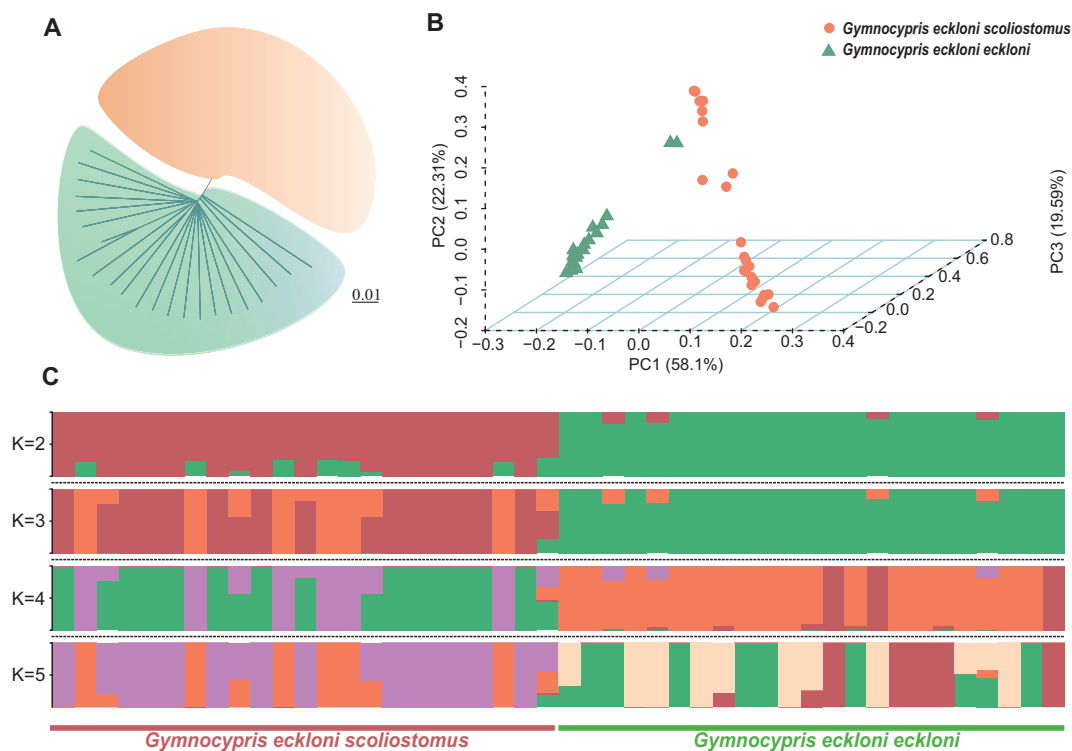 A
0.01
B
Gymnocypris eckloni scoliostomus
Gymnocypris eckloni eckloni
PC2 (22.31%)
0.4
0.3
0.2
0.1
0.0
−0.1
−0.2
−0.3 −0.2 −0.1 0.0 0.1 0.2 0.3 0.4
PC1 (58.1%)
−0.2 0.0 0.2 0.4 0.6 0.8
PC3 (19.59%)
C
K=2
K=3
K=4
K=5
Gymnocypris eckloni scoliostomus Gymnocypris eckloni eckloni